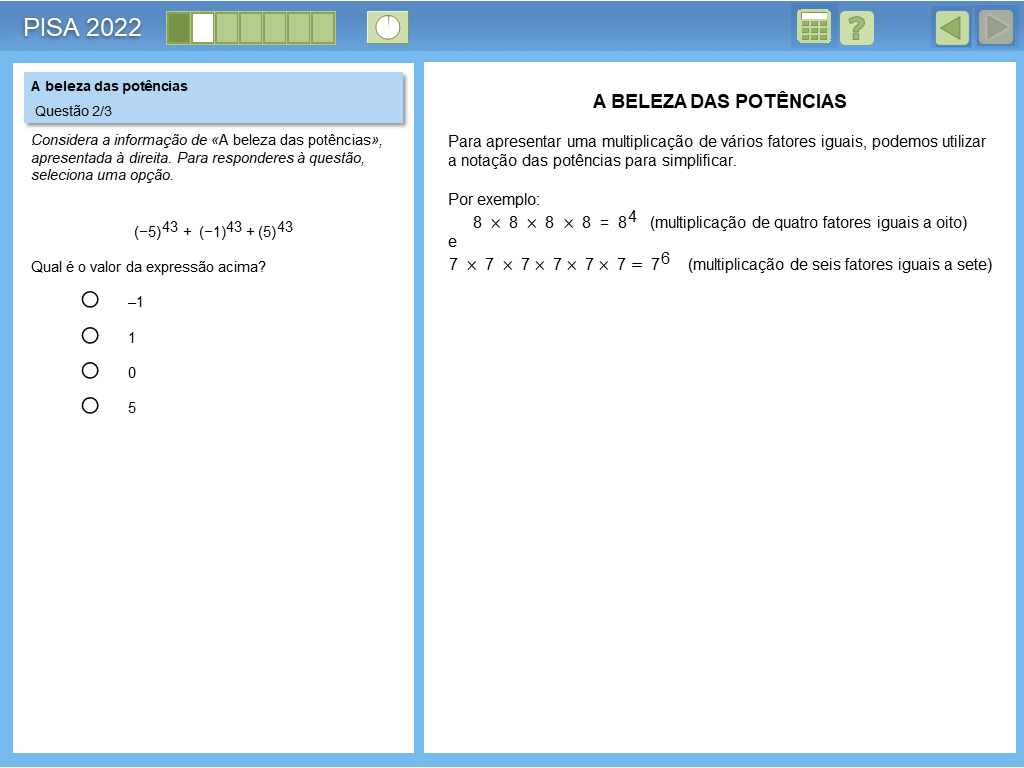 PISA 2022
?
A beleza das potências
Questão 2/3
Considera a informação de «A beleza das potências»,
apresentada à direita. Para responderes à questão,
seleciona uma opção.
(−5)⁴³ + (−1)⁴³ + (5)⁴³
Qual é o valor da expressão acima?
–1
1
0
5
A BELEZA DAS POTÊNCIAS
Para apresentar uma multiplicação de vários fatores iguais, podemos utilizar
a notação das potências para simplificar.
Por exemplo:
8 × 8 × 8 × 8 = 8⁴ (multiplicação de quatro fatores iguais a oito)
e
7 × 7 × 7 × 7 × 7 × 7 = 7⁶ (multiplicação de seis fatores iguais a sete)